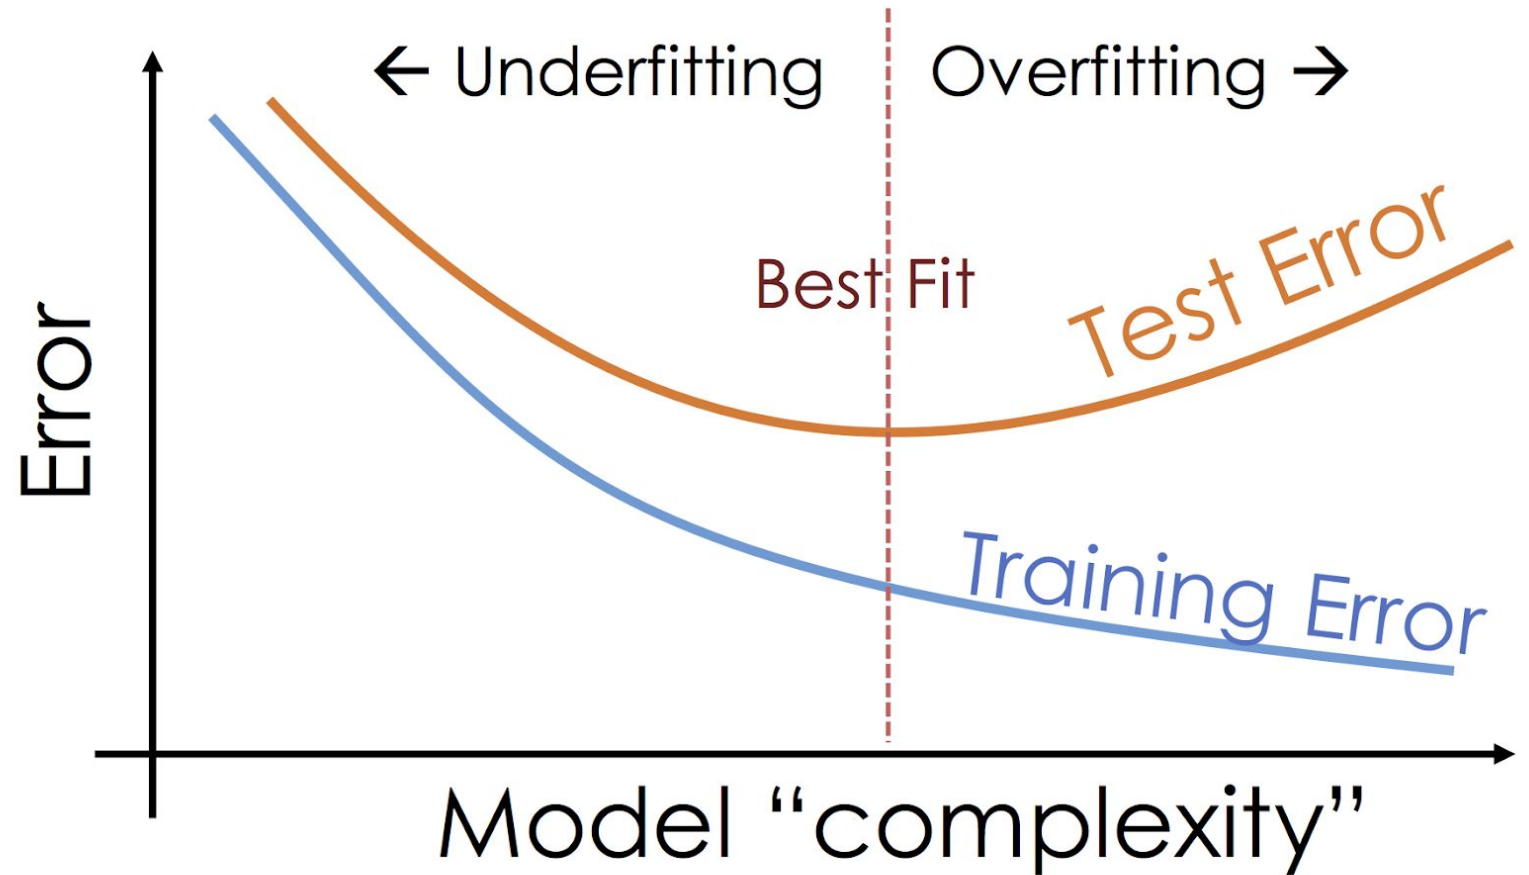 ← Underfitting
Overfitting →
Best Fit
Test Error
Training Error
Error
Model “complexity”